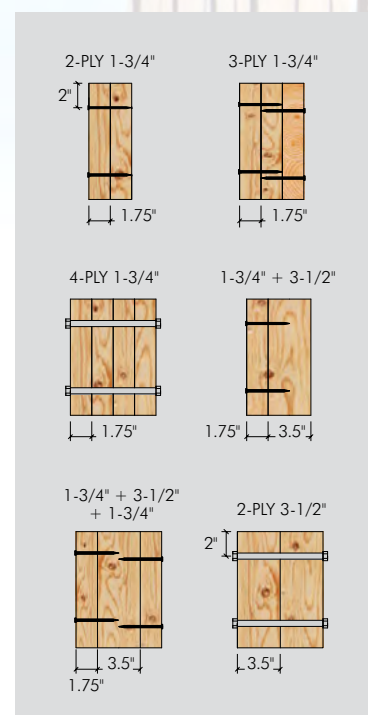 2-PLY 1-3/4"
3-PLY 1-3/4"
2"
1.75"
1.75"
4-PLY 1-3/4"
1-3/4" + 3-1/2"
1.75"
1.75"
3.5"
1-3/4" + 3-1/2"
+ 1-3/4"
2-PLY 3-1/2"
2"
3.5"
1.75"
3.5"